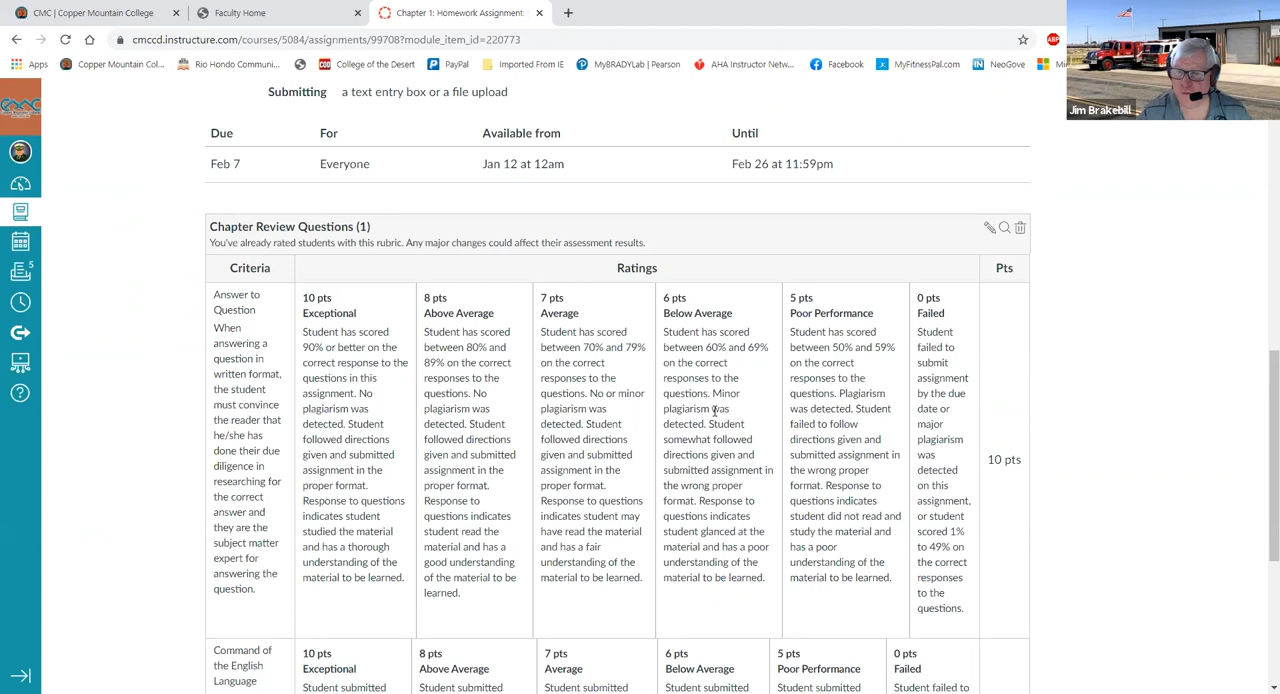 CMC | Copper Mountain College
Faculty Home
Chapter 1: Homework Assignment:
cmccd.instructure.com/courses/5084/assignments/99708?module_item_id=220773
ABP
Apps
Copper Mountain Col...
Rio Hondo Communi...
COD
College of the Desert
PayPal
Imported From IE
MyBRADYLab | Pearson
AHA Instructor Netw...
Facebook
MyFitnessPal.com
NeoGov
Jim Brakebill
CMC
5
Submitting a text entry box or a file upload
Due For Available from Until
Feb 7 Everyone Jan 12 at 12am Feb 26 at 11:59pm
Chapter Review Questions (1)
You've already rated students with this rubric. Any major changes could affect their assessment results.
Criteria Ratings Pts
Answer to
Question
When
answering a
question in
written format,
the student
must convince
the reader that
he/she has
done their due
diligence in
researching for
the correct
answer and
they are the
subject matter
expert for
answering the
question.
10 pts
Exceptional
Student has scored
90% or better on the
correct response to the
questions in this
assignment. No
plagiarism was
detected. Student
followed directions
given and submitted
assignment in the
proper format.
Response to questions
indicates student
studied the material
and has a thorough
understanding of the
material to be learned.
8 pts
Above Average
Student has scored
between 80% and
89% on the correct
responses to the
questions. No
plagiarism was
detected. Student
followed directions
given and submitted
assignment in the
proper format.
Response to
questions indicates
student read the
material and has a
good understanding
of the material to be
learned.
7 pts
Average
Student has scored
between 70% and 79%
on the correct
responses to the
questions. No or minor
plagiarism was
detected. Student
followed directions
given and submitted
assignment in the
proper format.
Response to questions
indicates student may
have read the material
and has a fair
understanding of the
material to be learned.
6 pts
Below Average
Student has scored
between 60% and 69%
on the correct
responses to the
questions. Minor
plagiarism was
detected. Student
somewhat followed
directions given and
submitted assignment in
the wrong proper
format. Response to
questions indicates
student glanced at the
material and has a poor
understanding of the
material to be learned.
5 pts
Poor Performance
Student has scored
between 50% and 59%
on the correct
responses to the
questions. Plagiarism
was detected. Student
failed to follow
directions given and
submitted assignment in
the wrong proper
format. Response to
questions indicates
student did not read and
study the material and
has a poor
understanding of the
material to be learned.
0 pts
Failed
Student
failed to
submit
assignment
by the due
date or
major
plagiarism
was
detected
on this
assignment,
or student
scored 1%
to 49% on
the correct
responses
to the
questions.
10 pts
Command of
the English
Language
10 pts
Exceptional
Student submitted
8 pts
Above Average
Student submitted
7 pts
Average
Student submitted
6 pts
Below Average
Student submitted
5 pts
Poor Performance
Student submitted
0 pts
Failed
Student failed to